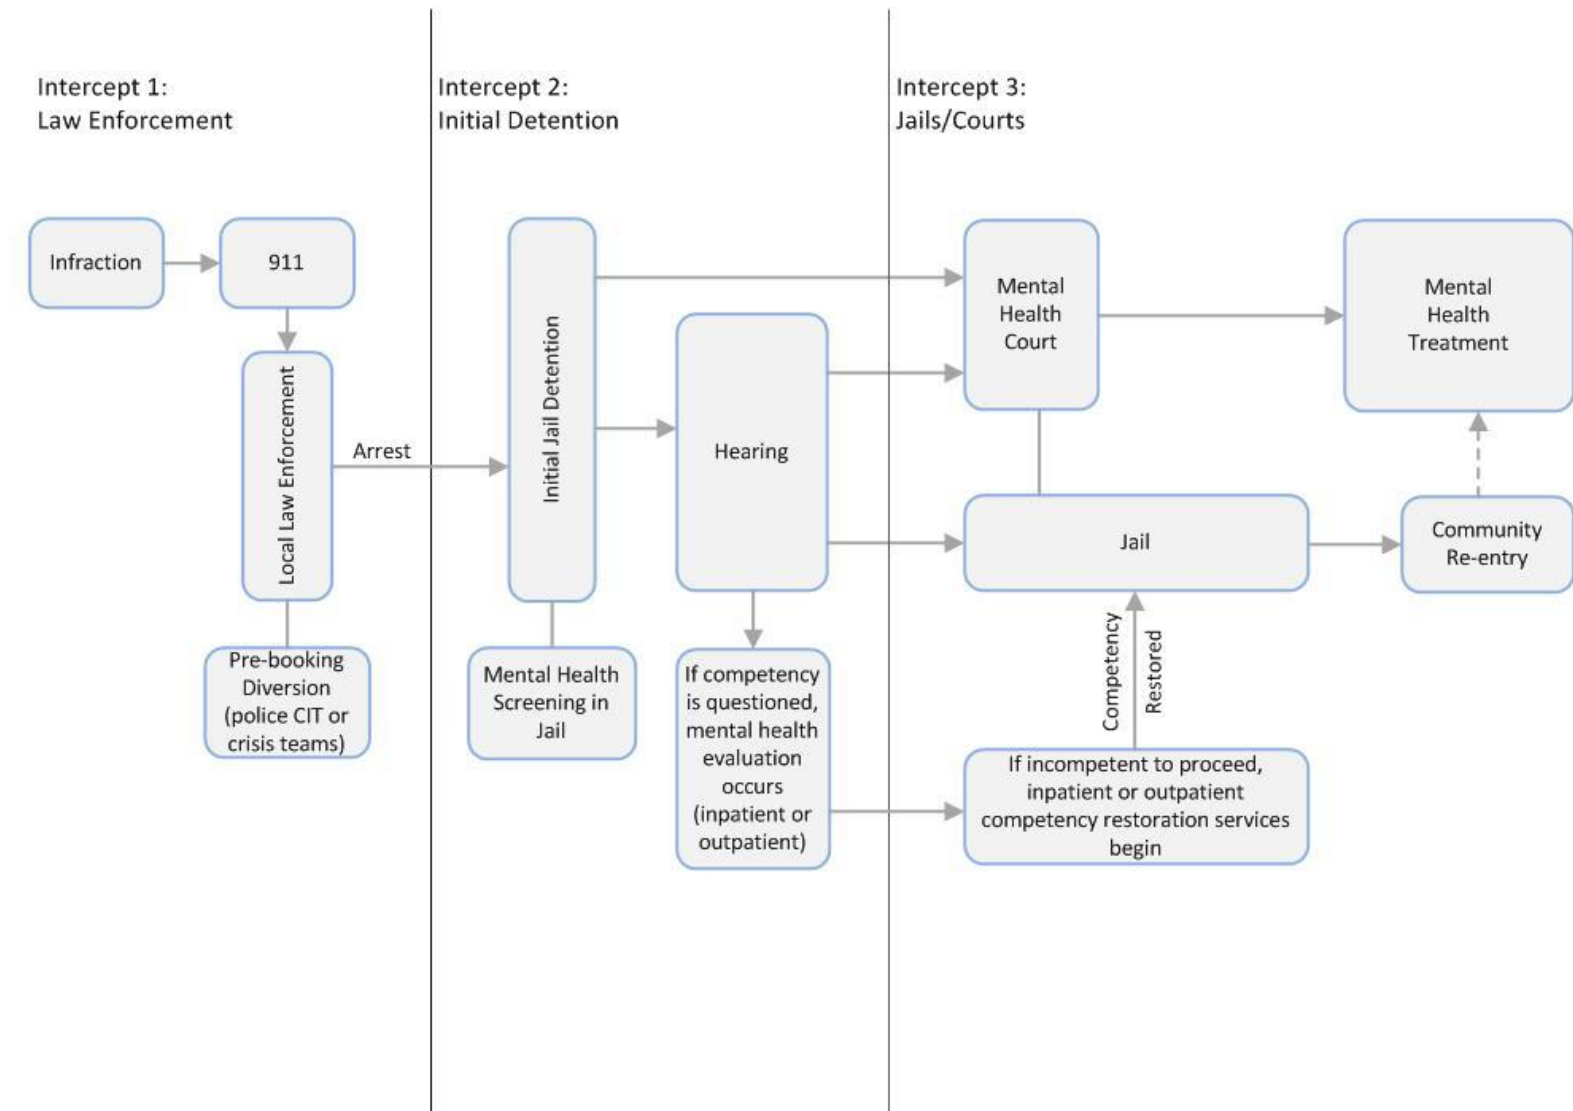 Intercept 1:
Law Enforcement
Intercept 2:
Initial Detention
Intercept 3:
Jails/Courts
Infraction
911
Local Law Enforcement
Arrest
Pre-booking
Diversion
(police CIT or
crisis teams)
Initial Jail Detention
Mental Health
Screening in
Jail
Hearing
If competency
is questioned,
mental health
evaluation
occurs
(inpatient or
outpatient)
Mental
Health
Court
Mental
Health
Treatment
Jail
Community
Re-entry
Competency
Restored
If incompetent to proceed,
inpatient or outpatient
competency restoration services
begin